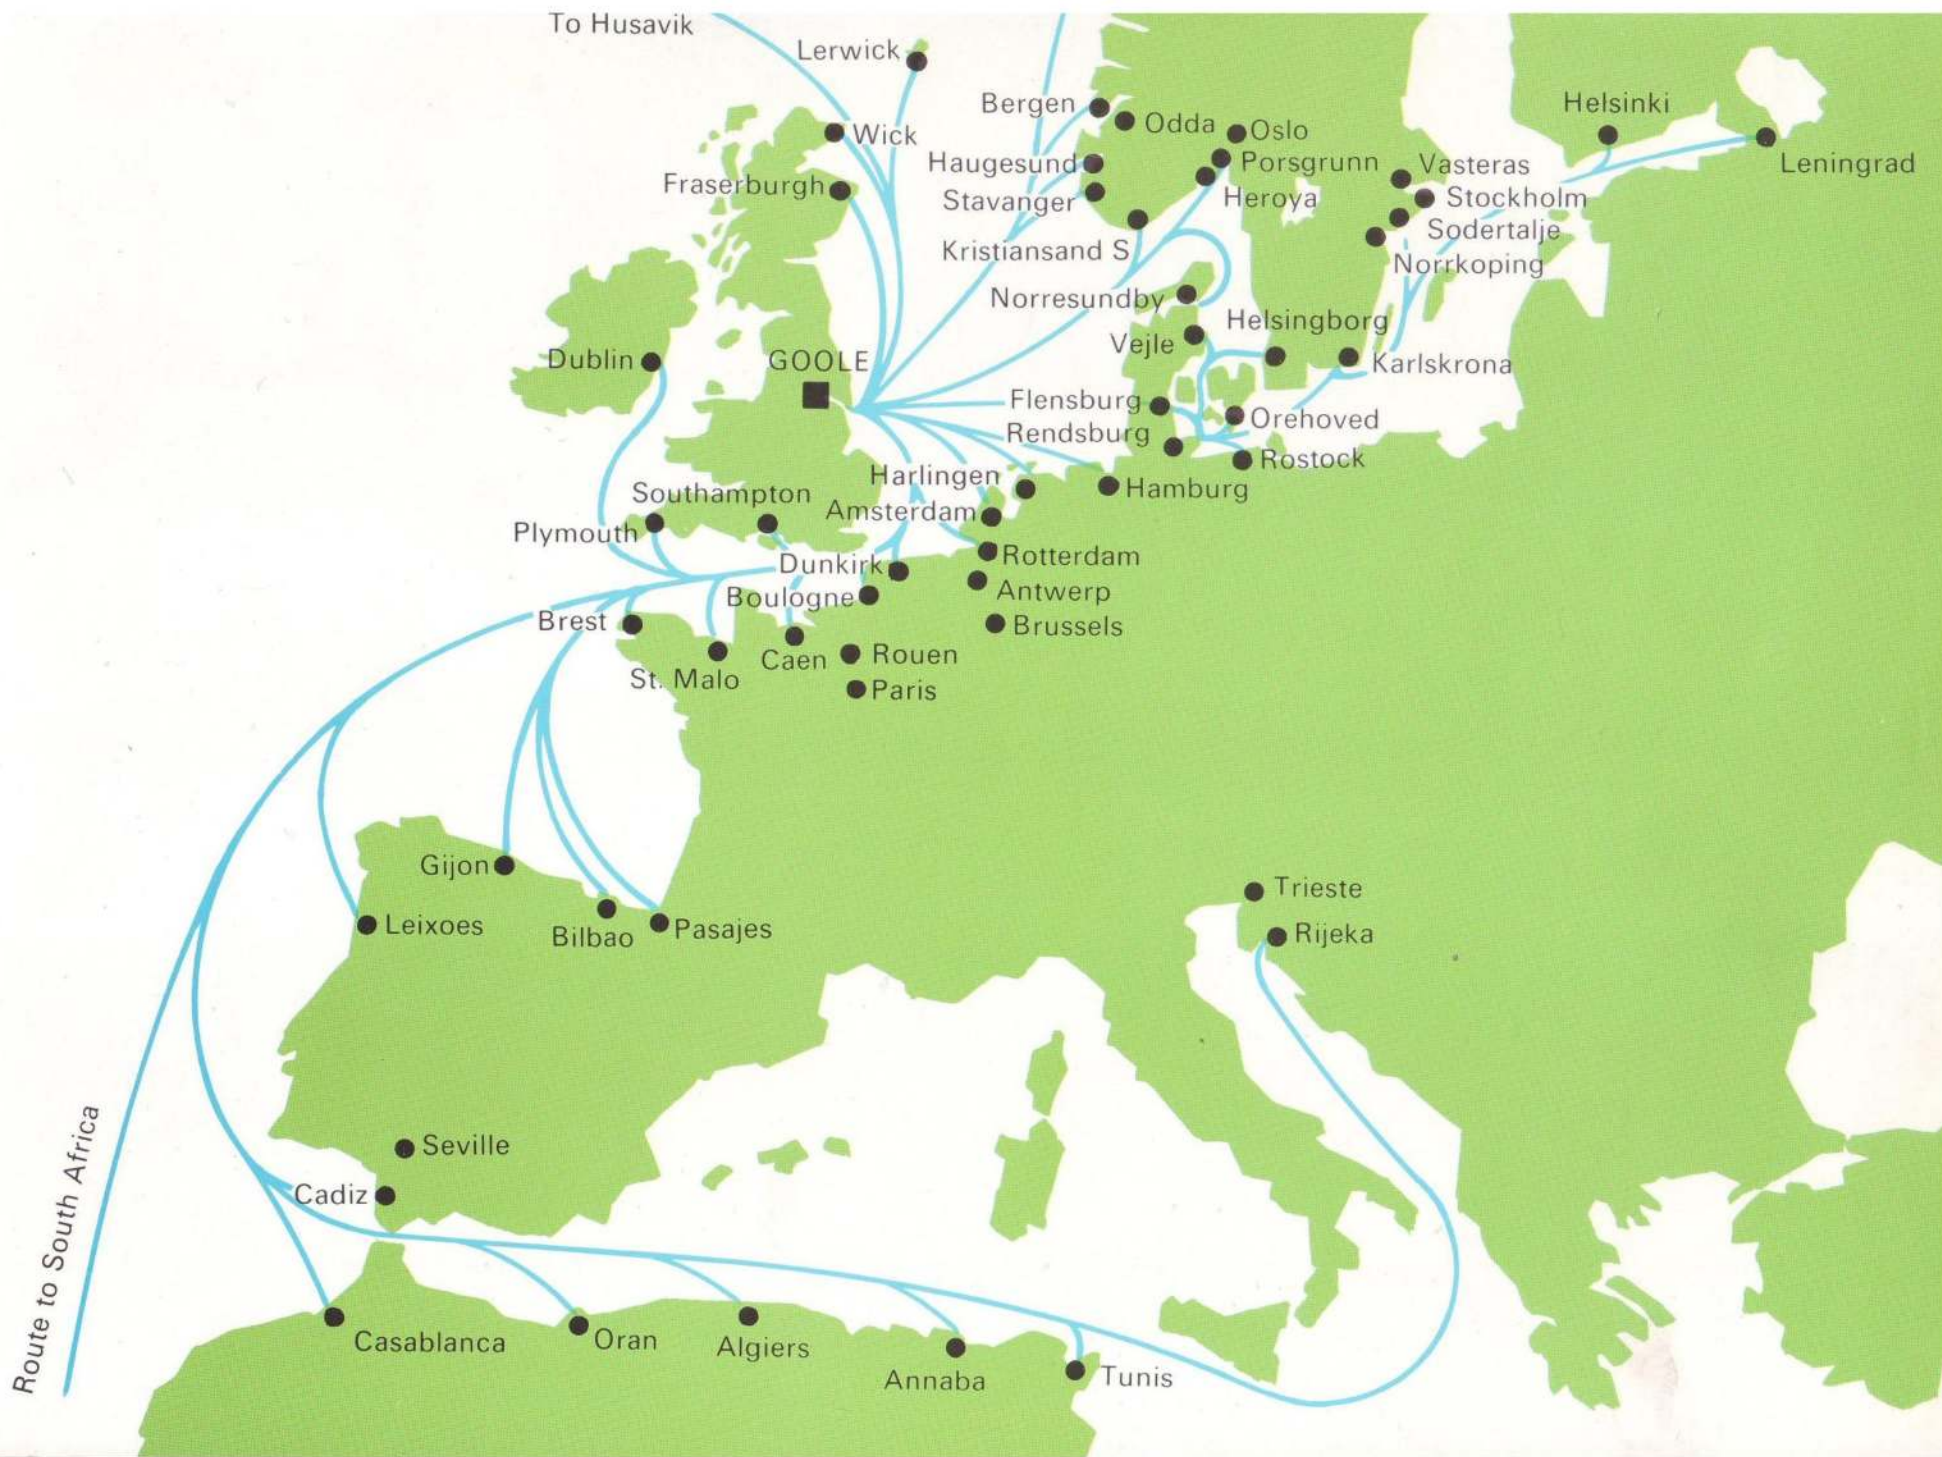 To Husavik
Lerwick
Bergen
Odda
Oslo
Helsinki
Wick
Haugesund
Porsgrunn
Vasteras
Leningrad
Fraserburgh
Stavanger
Heroya
Stockholm
Sodertalje
Kristiansand S
Norrkoping
Norresundby
Helsingborg
Vejle
Dublin
GOOLE
Karlskrona
Flensburg
Orehoved
Rendsburg
Rostock
Harlingen
Hamburg
Southampton
Amsterdam
Plymouth
Dunkirk
Rotterdam
Boulogne
Antwerp
Brest
Brussels
Caen
Rouen
St. Malo
Paris
Gijon
Trieste
Leixoes
Bilbao
Pasajes
Rijeka
Seville
Cadiz
Route to South Africa
Casablanca
Oran
Algiers
Annaba
Tunis